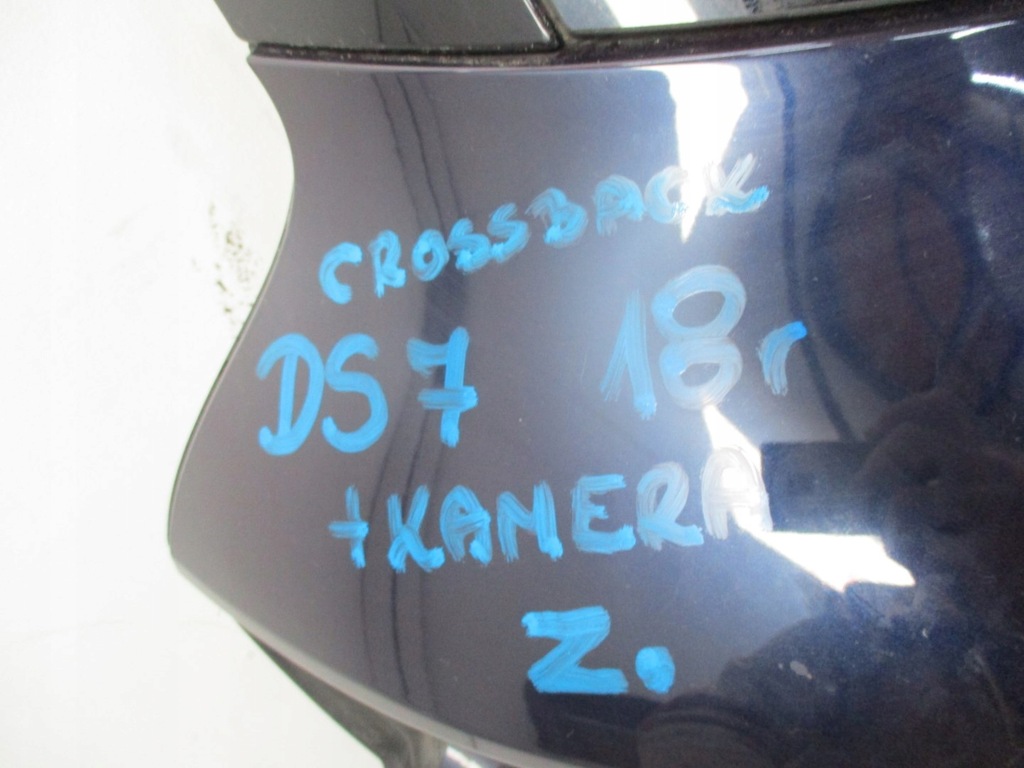 CROSSBACK
DS7 18r
+KAMERA
Z.